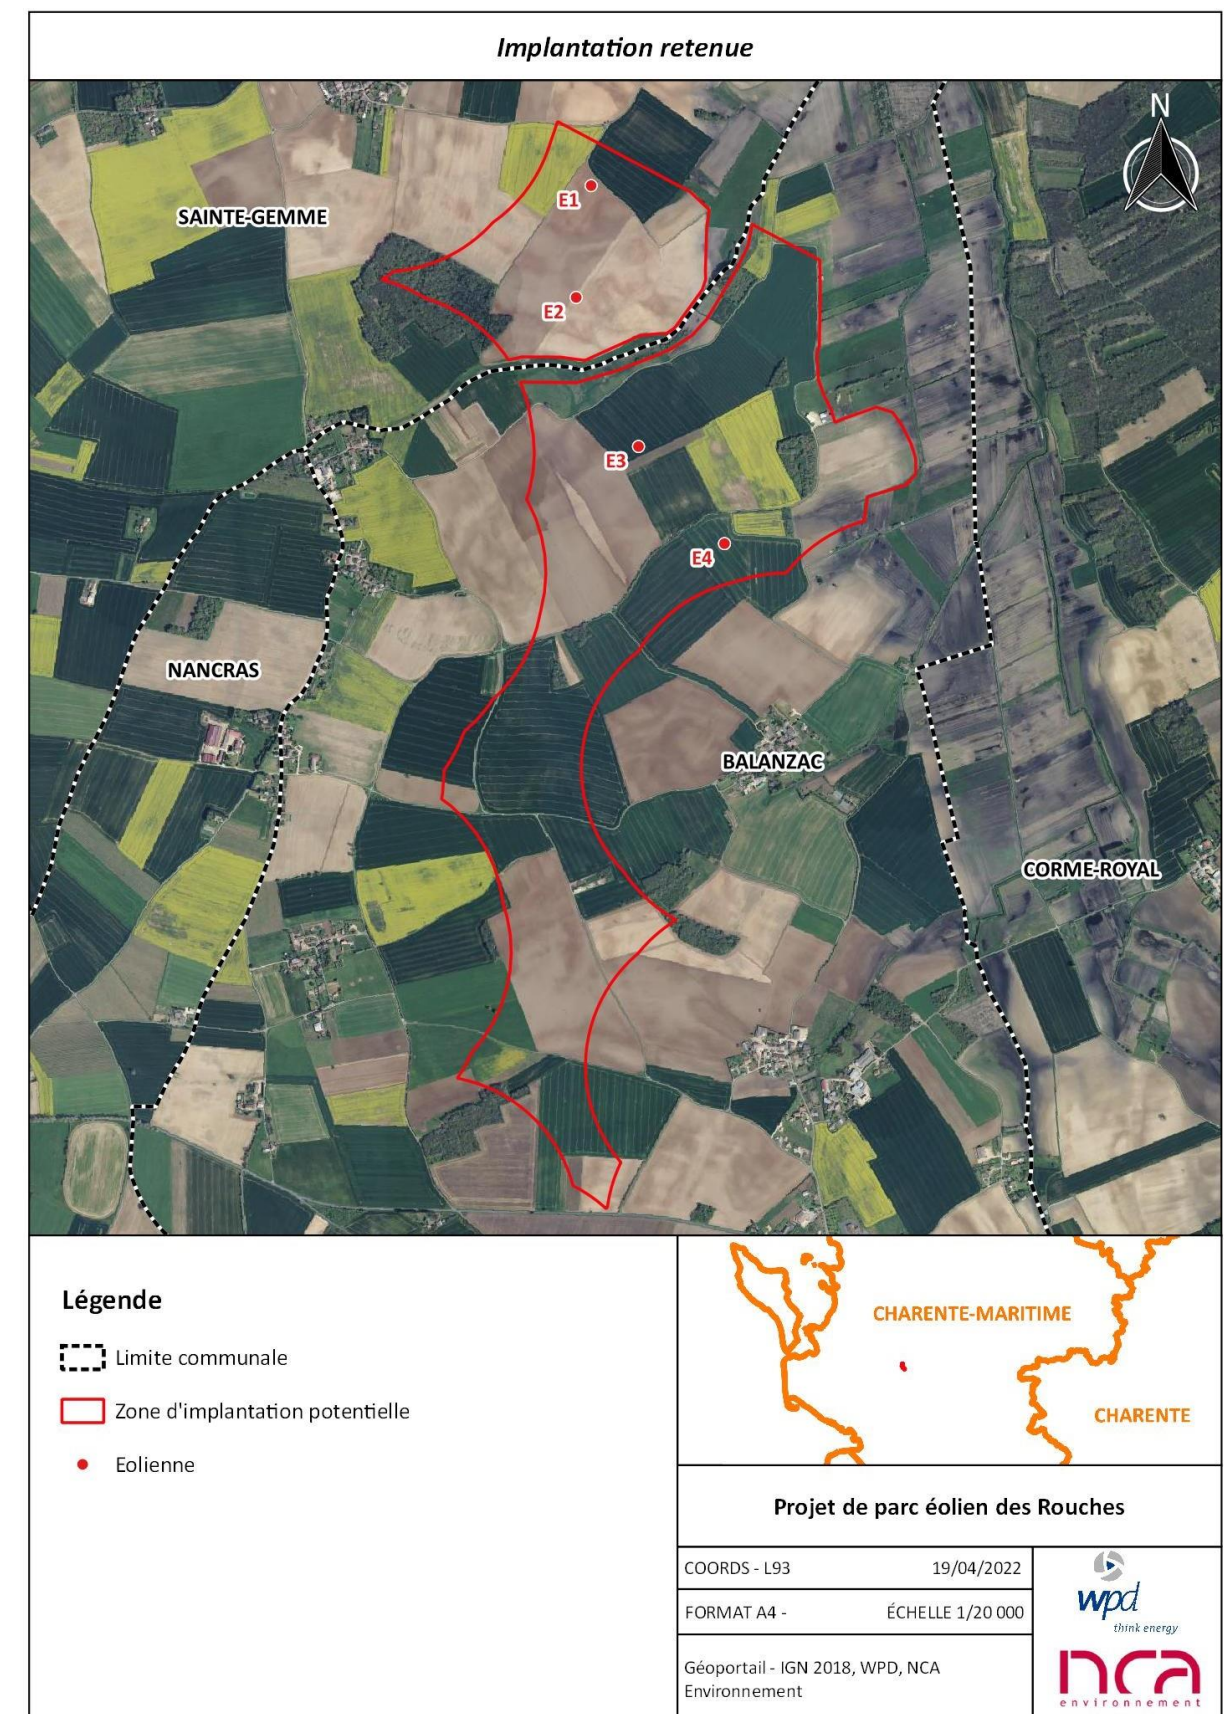 Implantation retenue
N
E1
SAINTE-GEMME
E2
E3
E4
NANCRAS
BALANZAC
CORME-ROYAL
Légende
Limite communale
Zone d'implantation potentielle
Eolienne
CHARENTE-MARITIME
CHARENTE
Projet de parc éolien des Rouches
COORDS - L93 19/04/2022
FORMAT A4 - ÉCHELLE 1/20 000
Géoportail - IGN 2018, WPD, NCA
Environnement
wpd
think energy
nca
environnement